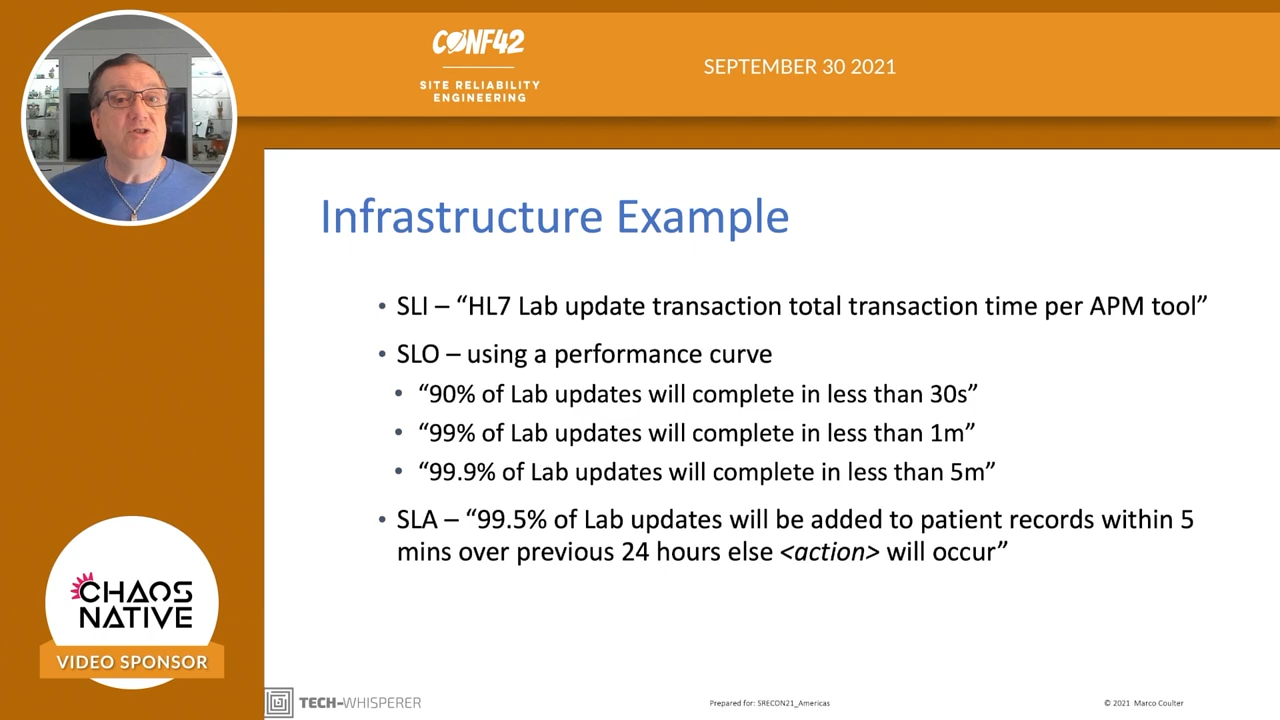 CONF42
SITE RELIABILITY
ENGINEERING
SEPTEMBER 30 2021
Infrastructure Example
• SLI – “HL7 Lab update transaction total transaction time per APM tool”
• SLO – using a performance curve
• “90% of Lab updates will complete in less than 30s”
• “99% of Lab updates will complete in less than 1m”
• “99.9% of Lab updates will complete in less than 5m”
• SLA – “99.5% of Lab updates will be added to patient records within 5
mins over previous 24 hours else <action> will occur”
CHAOS
NATIVE
VIDEO SPONSOR
TECH-WHISPERER
Prepared for: SRECON21_Americas
© 2021 Marco Coulter